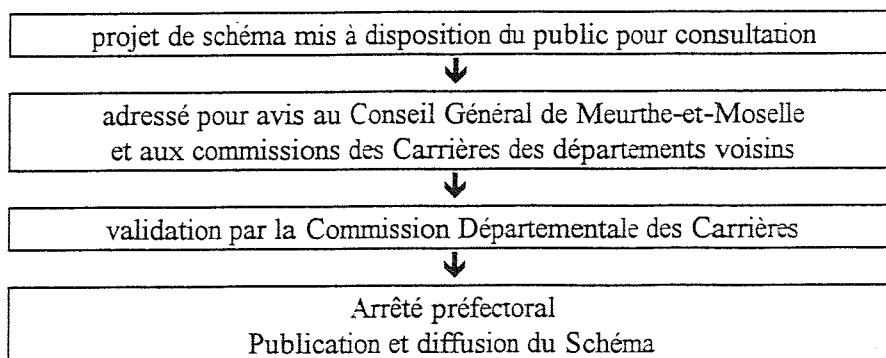 projet de schéma mis à disposition du public pour consultation
adressé pour avis au Conseil Général de Meurthe-et-Moselle
et aux commissions des Carrières des départements voisins
validation par la Commission Départementale des Carrières
Arrêté préfectoral
Publication et diffusion du Schéma